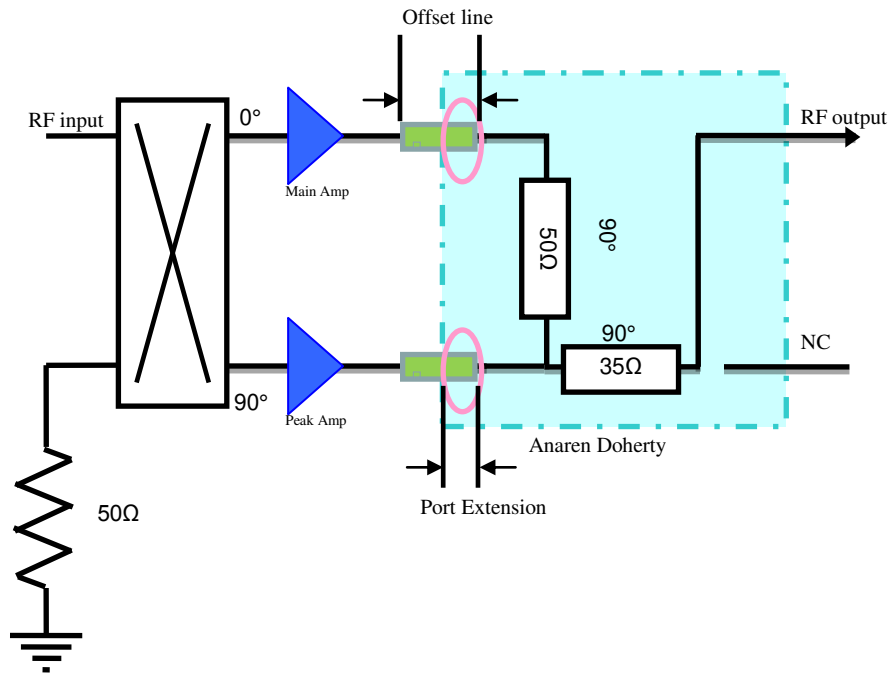 Offset line
RF input
0°
RF output
Main Amp
50Ω
90°
90°
NC
35Ω
90°
Peak Amp
Anaren Doherty
Port Extension
50Ω